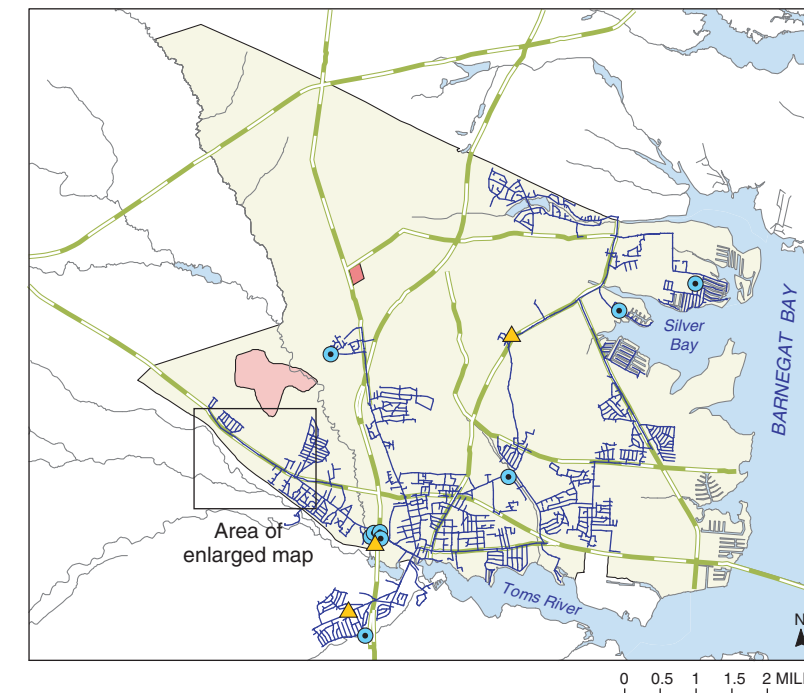 Silver
Bay
BARNEGAT BAY
Area of
enlarged map
Toms River
N
0 0.5 1 1.5 2 MIL